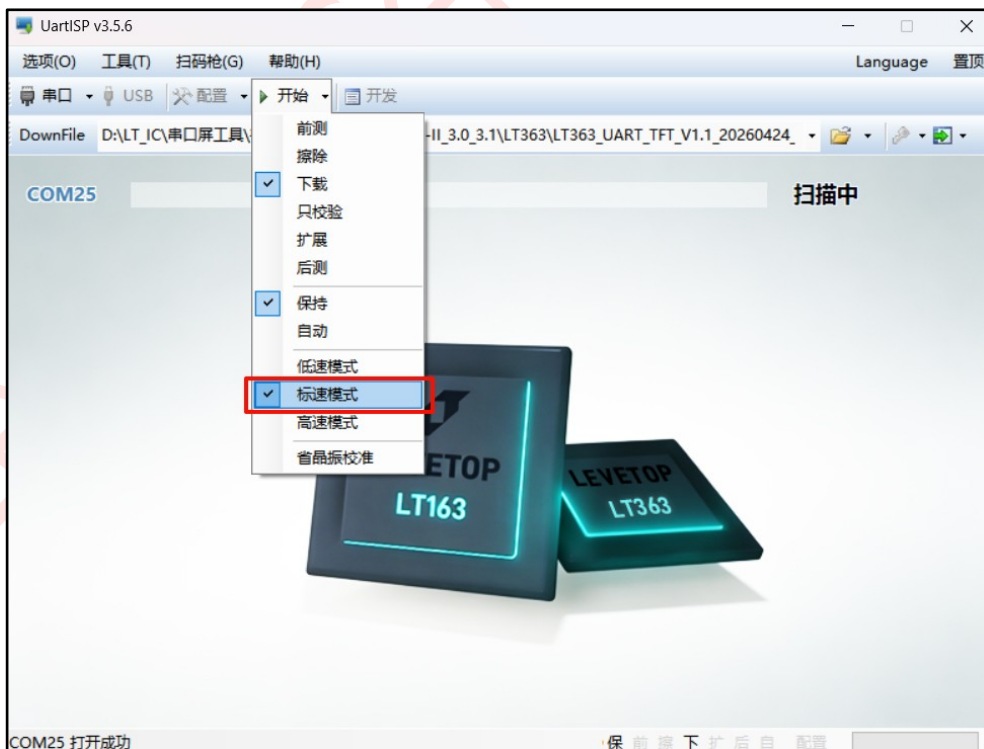 UartISP v3.5.6
选项(O) 工具(T) 扫码枪(G) 帮助(H) Language 置顶
串口 USB 配置 开始 开发
DownFile D:\LT_IC\串口屏工具\ -II_3.0_3.1\LT363\LT363_UART_TFT_V1.1_20260424_
COM25 扫描中
前测
擦除
下载
只校验
扩展
后测
保持
自动
低速模式
标速模式
高速模式
省晶振校准
ETOP
LT163
LEVETOP
LT363
COM25 打开成功 保 前 擦 下 扩 后 自 配置